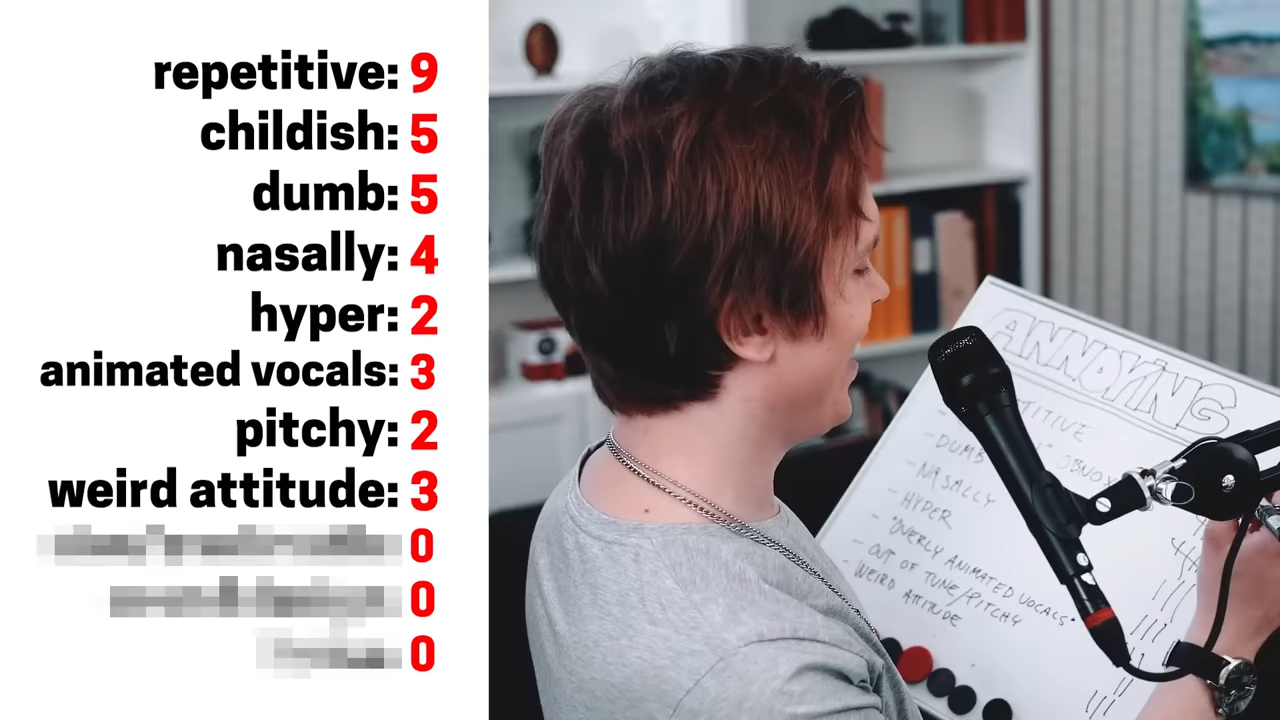 repetitive: 9
childish: 5
dumb: 5
nasally: 4
hyper: 2
animated vocals: 3
pitchy: 2
weird attitude: 3
0
0
0
ANNOYING
- DUMB
- NASALLY
- HYPER
- "OVERLY ANIMATED VOCALS"
- OUT OF TUNE/PITCHY
- WEIRD ATTITUDE